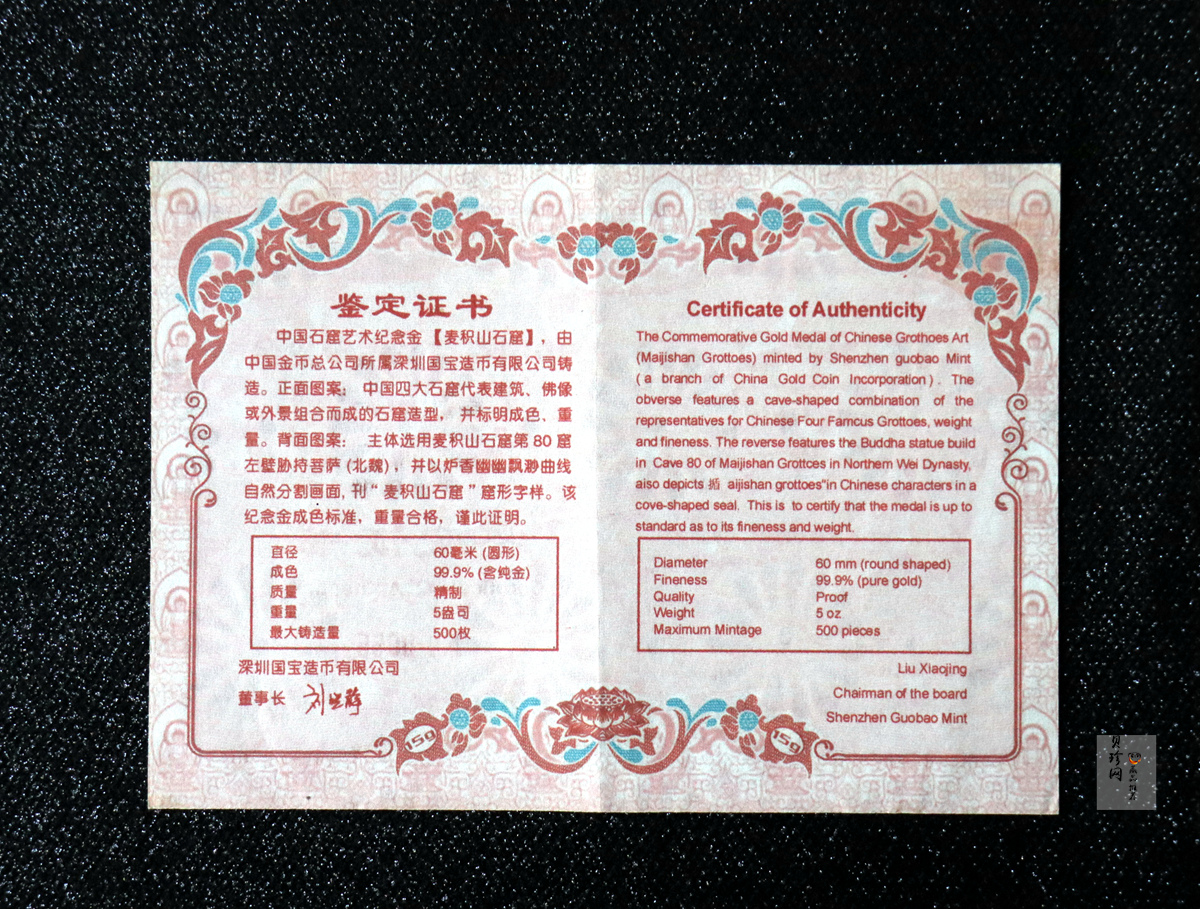 鉴定证书
中国石窟艺术纪念金【麦积山石窟】，由
中国金币总公司所属深圳国宝造币有限公司铸
造。正面图案：中国四大石窟代表建筑、佛像
或外景组合而成的石窟造型，并标明成色、重
量。背面图案：主体选用麦积山石窟第80窟
左壁胁持菩萨(北魏)，并以炉香幽幽飘渺曲线
自然分割画面,刊“麦积山石窟”窟形字样。该
纪念金成色标准，重量合格，谨此证明。
直径 60毫米(圆形)
成色 99.9%(含纯金)
质量 精制
重量 5盎司
最大铸造量 500枚
深圳国宝造币有限公司
董事长
159
Certificate of Authenticity
The Commemorative Gold Medal of Chinese Grothoes Art
(Maijishan Grottoes) minted by Shenzhen guobao Mint
(a branch of China Gold Coin Incorporation). The
obverse features a cave-shaped combination of the
representatives for Chinese Four Famcus Grottoes, weight
and fineness. The reverse features the Buddha statue build
in Cave 80 of Maijishan Grottces in Northem Wei Dynasty,
aiso depicts 揗 aijishan grottoes"in Chinese characters in a
cove-shaped seal. This is to certify that the medal is up to
standard as to its fineness and weight.
Diameter 60 mm (round shaped)
Fineness 99.9% (pure gold)
Quality Proof
Weight 5 oz
Maximum Mintage 500 pieces
Liu Xiaojing
Chairman of the board
Shenzhen Guobao Mint
159
贝珍网